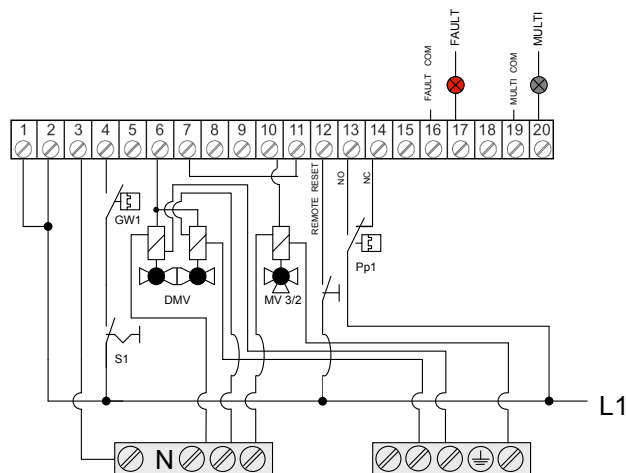 FAULT COM
FAULT
MULTI COM
MULTI
1 2 3 4 5 6 7 8 9 10 11 12 13 14 15 16 17 18 19 20
GW1
REMOTE RESET
NO
NC
Pp1
DMV
MV 3/2
S1
L1
N